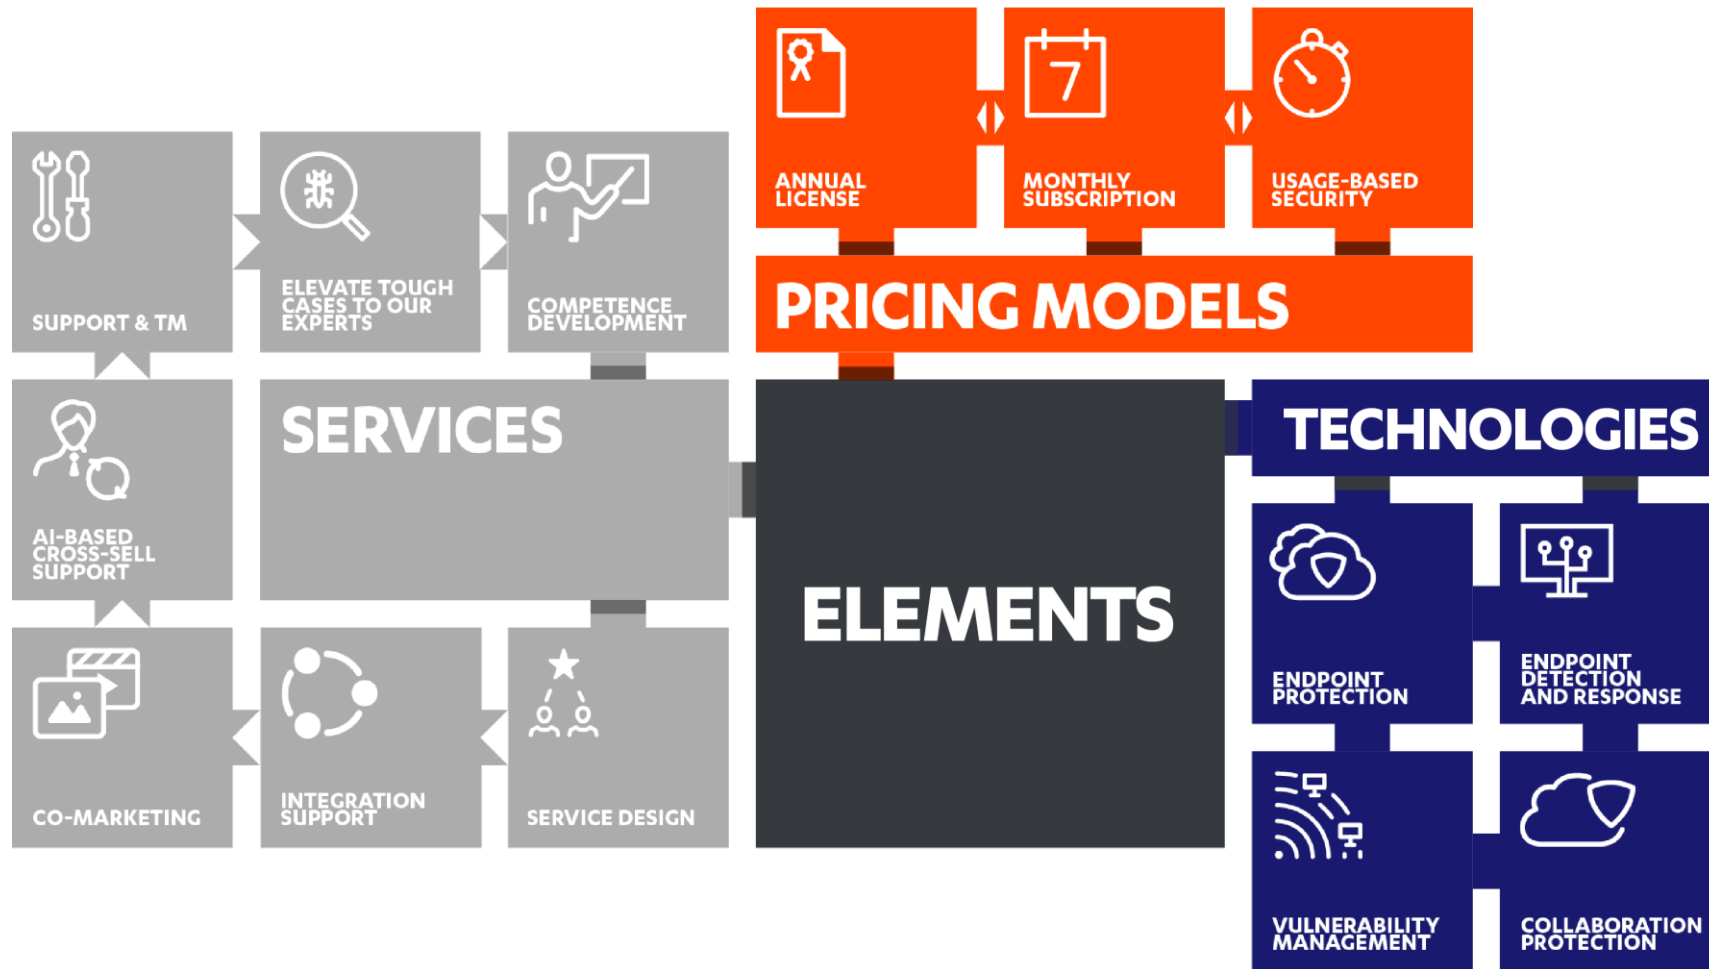 ANNUAL
LICENSE
7
MONTHLY
SUBSCRIPTION
USAGE-BASED
SECURITY
PRICING MODELS
SUPPORT & TM
ELEVATE TOUGH
CASES TO OUR
EXPERTS
COMPETENCE
DEVELOPMENT
SERVICES
AI-BASED
CROSS-SELL
SUPPORT
CO-MARKETING
INTEGRATION
SUPPORT
SERVICE DESIGN
ELEMENTS
TECHNOLOGIES
ENDPOINT
PROTECTION
ENDPOINT
DETECTION
AND RESPONSE
VULNERABILITY
MANAGEMENT
COLLABORATION
PROTECTION